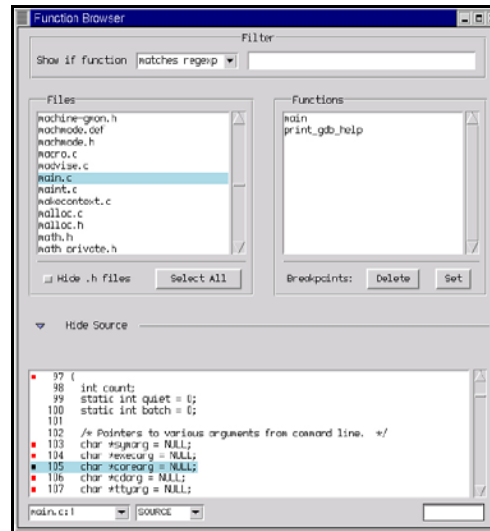 Function Browser
Filter
Show if function matches regexp
Files
machine-gmon.h
machmode.def
machmode.h
macro.c
madvise.c
main.c
maint.c
makecontext.c
malloc.c
malloc.h
math.h
math_private.h
Hide .h files
Select All
Functions
main
print_gdb_help
Breakpoints:
Delete
Set
Hide Source
97 {
98 int count;
99 static int quiet = 0;
100 static int batch = 0;
101
102 /* Pointers to various arguments from command line. */
103 char *symarg = NULL;
104 char *execarg = NULL;
105 char *corearg = NULL;
106 char *cdarg = NULL;
107 char *ttyarg = NULL;
main.c:1
SOURCE